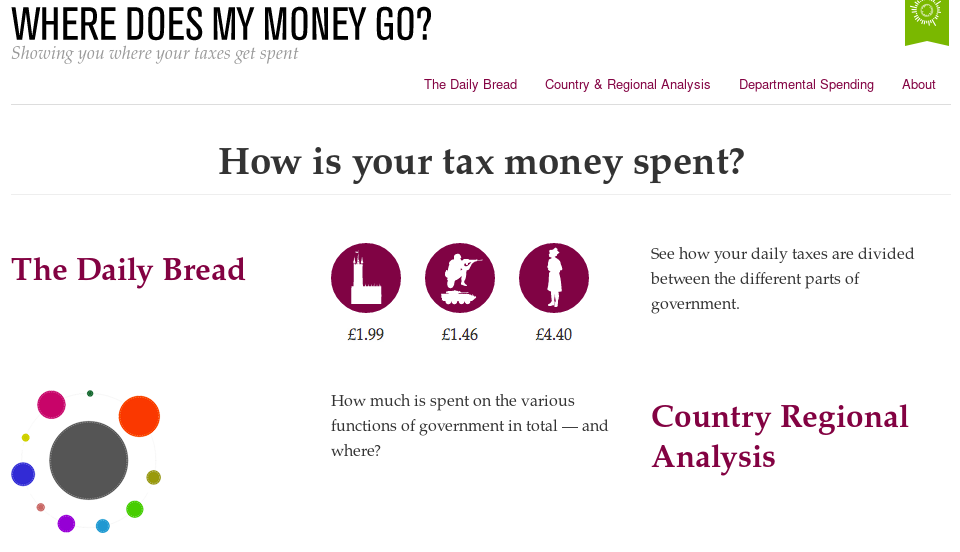 WHERE DOES MY MONEY GO?
Showing you where your taxes get spent
The Daily Bread
Country & Regional Analysis
Departmental Spending
About
How is your tax money spent?
The Daily Bread
£1.99
£1.46
£4.40
See how your daily taxes are divided
between the different parts of
government.
How much is spent on the various
functions of government in total — and
where?
Country Regional
Analysis